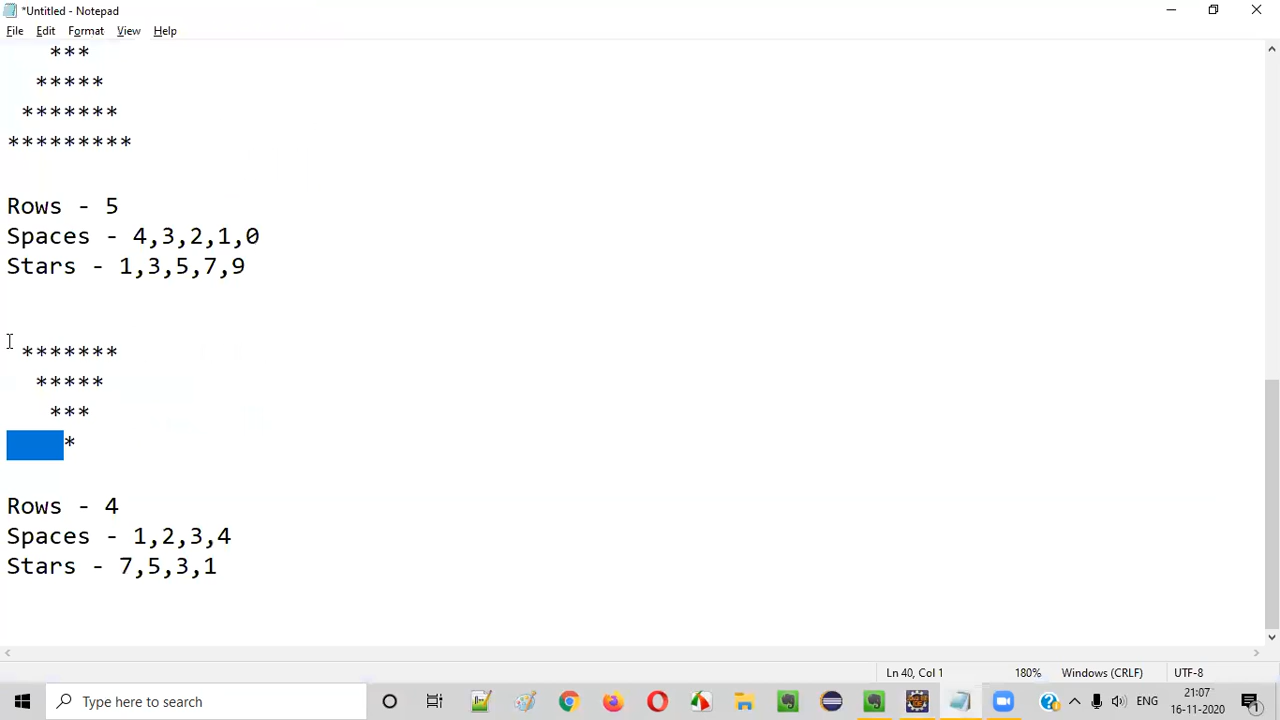 *Untitled - Notepad
File Edit Format View Help
   ***
  *****
 *******
*********
Rows - 5
Spaces - 4,3,2,1,0
Stars - 1,3,5,7,9
 *******
  *****
   ***
    *
Rows - 4
Spaces - 1,2,3,4
Stars - 7,5,3,1
Ln 40, Col 1 180% Windows (CRLF) UTF-8
Type here to search ENG 21:07
16-11-2020